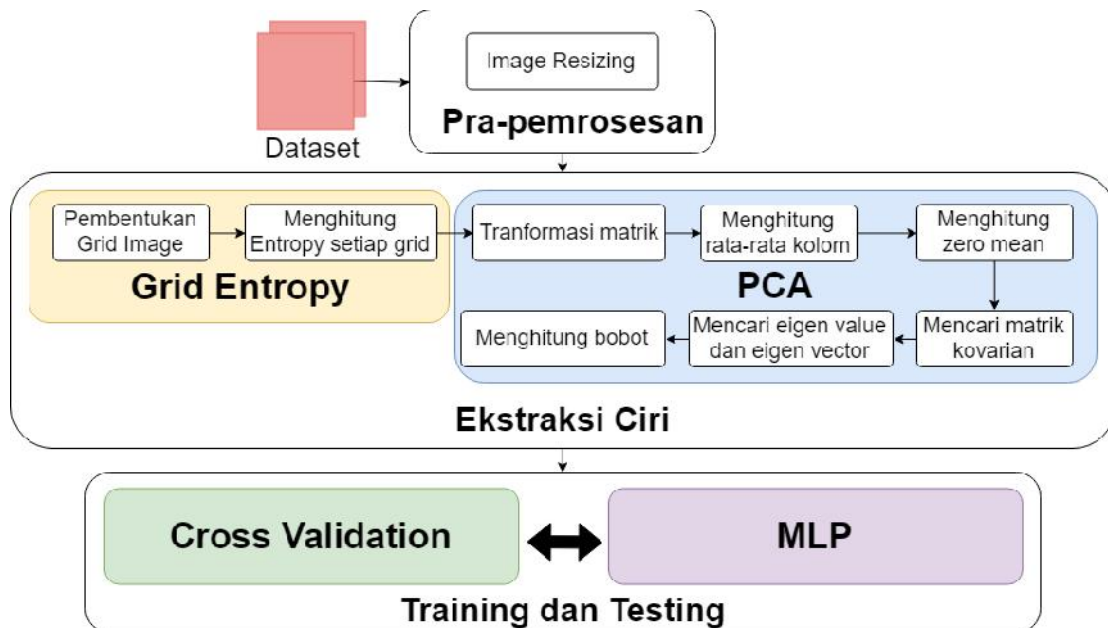 Image Resizing
Pra-pemrosesan
Dataset
Pembentukan
Grid Image
Menghitung
Entropy setiap grid
Grid Entropy
Tranformasi matrik
Menghitung
rata-rata kolom
Menghitung
zero mean
PCA
Mencari matrik
kovarian
Mencari eigen value
dan eigen vector
Menghitung bobot
Ekstraksi Ciri
Cross Validation
MLP
Training dan Testing